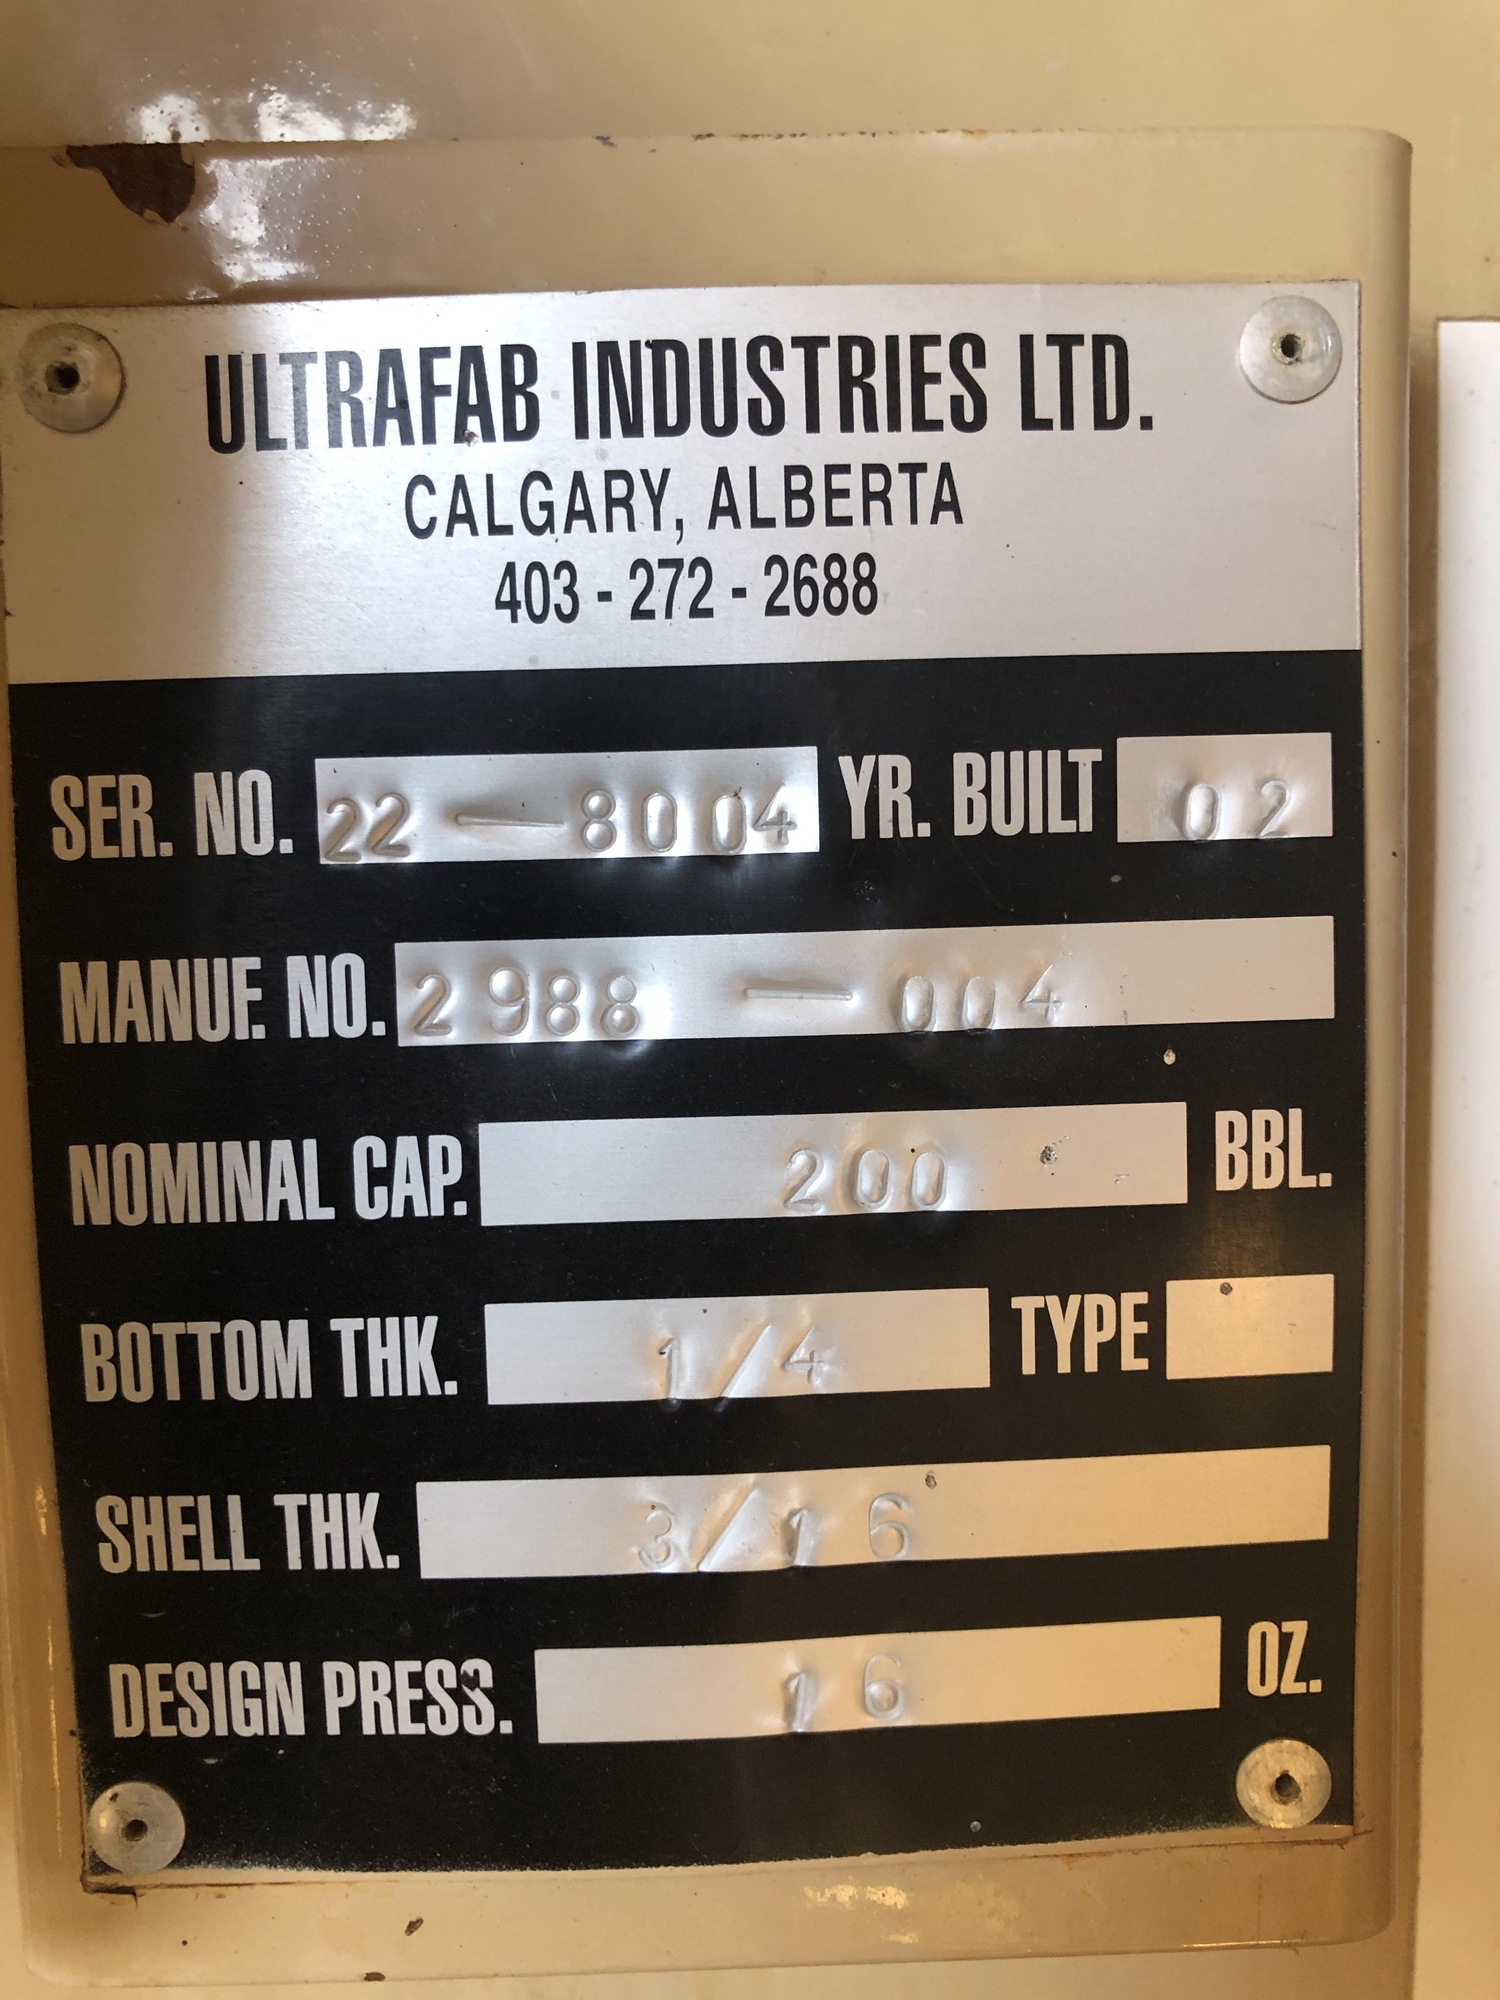 ULTRAFAB INDUSTRIES LTD.
CALGARY, ALBERTA
403 - 272 - 2688
SER. NO. 22 — 8004 YR. BUILT 02
MANUF. NO. 2988 — 004
NOMINAL CAP. 200 BBL.
BOTTOM THK. 1/4 TYPE
SHELL THK. 3/16
DESIGN PRESS. 16 OZ.